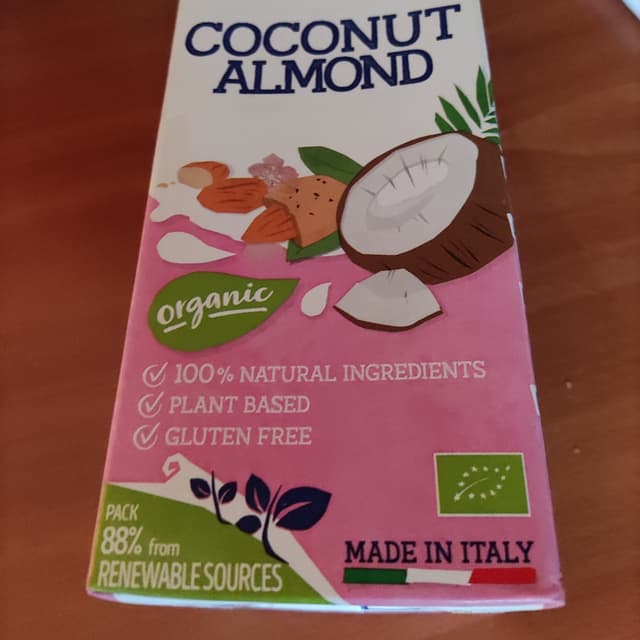 COCONUT
ALMOND
organic
100% NATURAL INGREDIENTS
PLANT BASED
GLUTEN FREE
PACK
88% from
RENEWABLE SOURCES
MADE IN ITALY